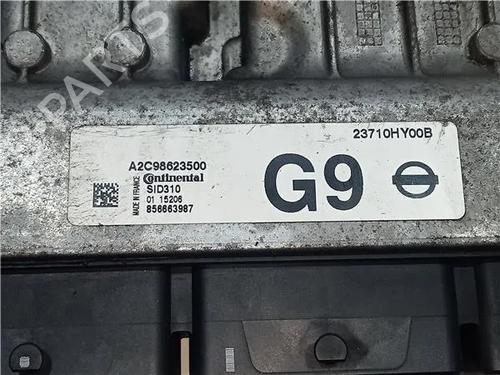 PARTS
A2C98623500
23710HY00B
Continental
SID310
01 15206
856663987
MADE IN FRANCE
G9